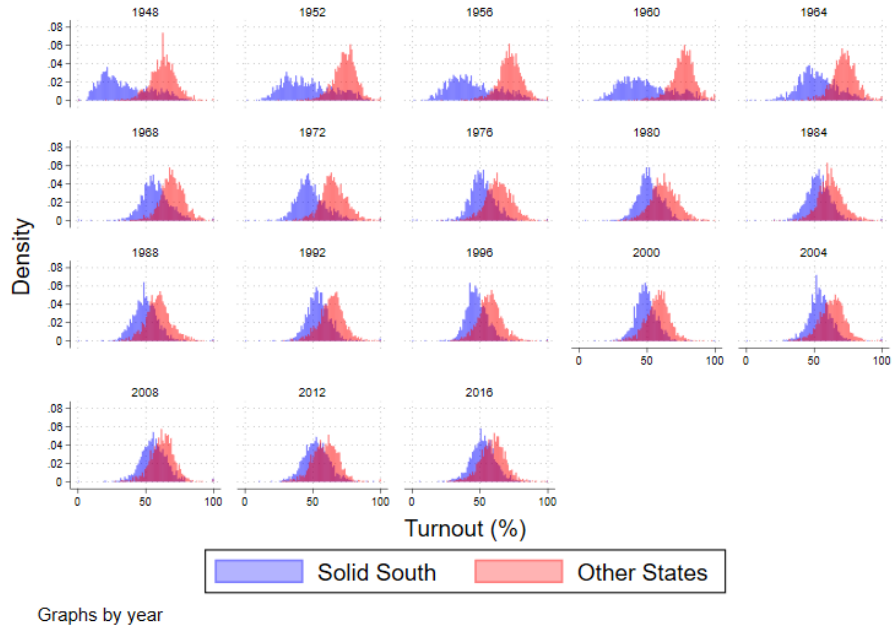 1948 1952 1956 1960 1964
.08
.06
.04
.02
0
1968 1972 1976 1980 1984
.08
.06
.04
.02
0
Density
1988 1992 1996 2000 2004
.08
.06
.04
.02
0
0 50 100 0 50 100
2008 2012 2016
.08
.06
.04
.02
0
0 50 100 0 50 100 0 50 100
Turnout (%)
Solid South Other States
Graphs by year